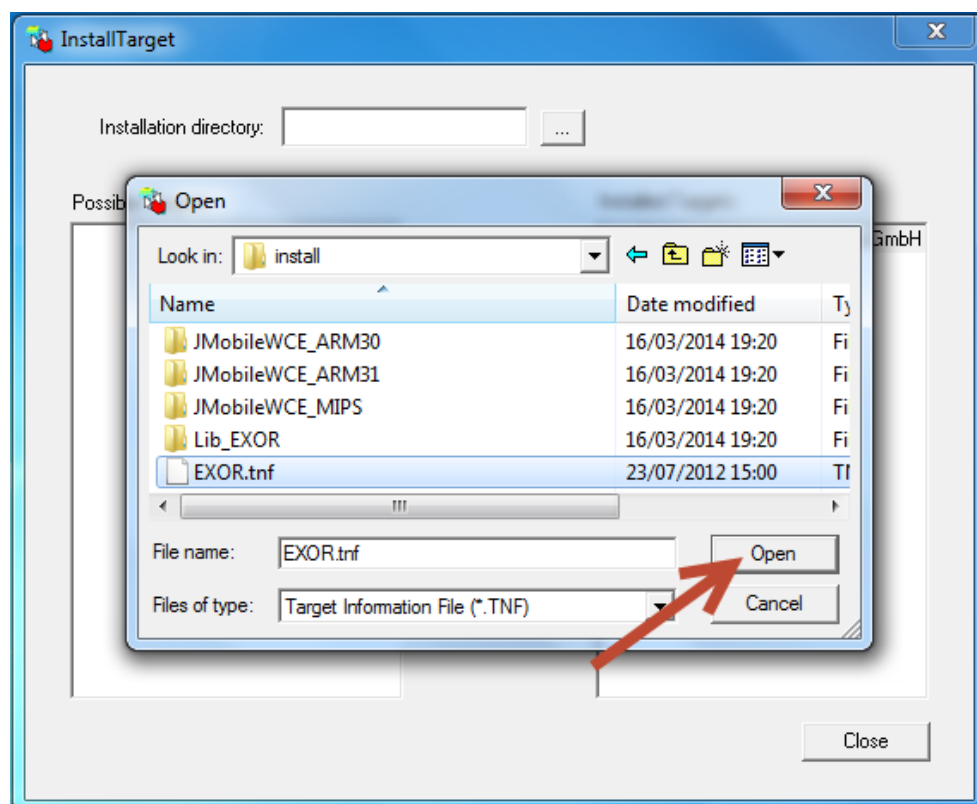 InstallTarget
Installation directory:
...
Possib
GmbH
Open
Look in: install
Name Date modified Ty
JMobileWCE_ARM30 16/03/2014 19:20 Fi
JMobileWCE_ARM31 16/03/2014 19:20 Fi
JMobileWCE_MIPS 16/03/2014 19:20 Fi
Lib_EXOR 16/03/2014 19:20 Fi
EXOR.tnf 23/07/2012 15:00 TI
File name: EXOR.tnf Open
Files of type: Target Information File (*.TNF) Cancel
Close